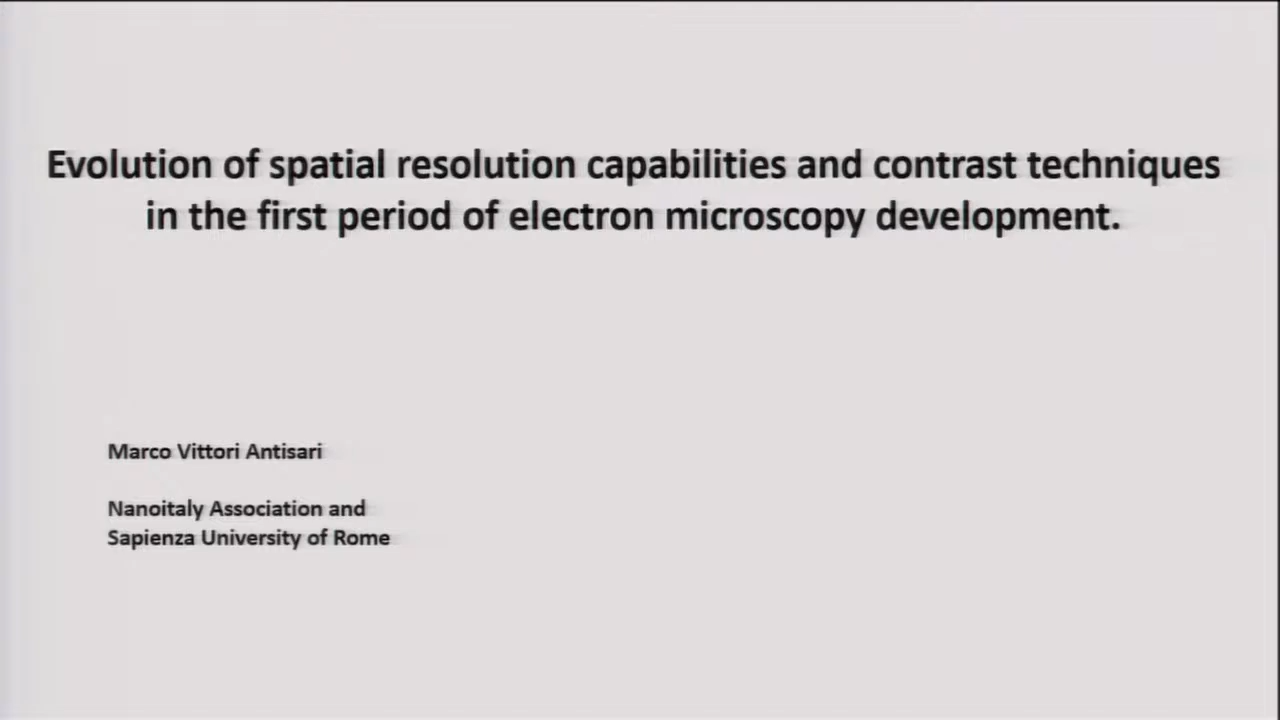 Evolution of spatial resolution capabilities and contrast techniques
in the first period of electron microscopy development.
Marco Vittori Antisari
Nanoitaly Association and
Sapienza University of Rome